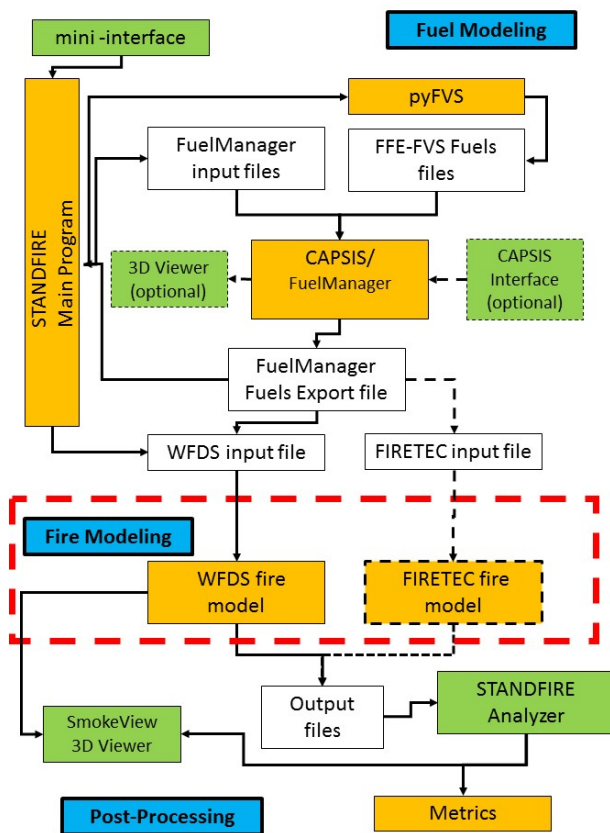 mini -interface
Fuel Modeling
STANDFIRE
Main Program
pyFVS
FuelManager
input files
FFE-FVS Fuels
files
3D Viewer
(optional)
CAPSIS/
FuelManager
CAPSIS
Interface
(optional)
FuelManager
Fuels Export file
WFDS input file
FIRETEC input file
Fire Modeling
WFDS fire
model
FIRETEC fire
model
Output
files
STANDFIRE
Analyzer
SmokeView
3D Viewer
Post-Processing
Metrics